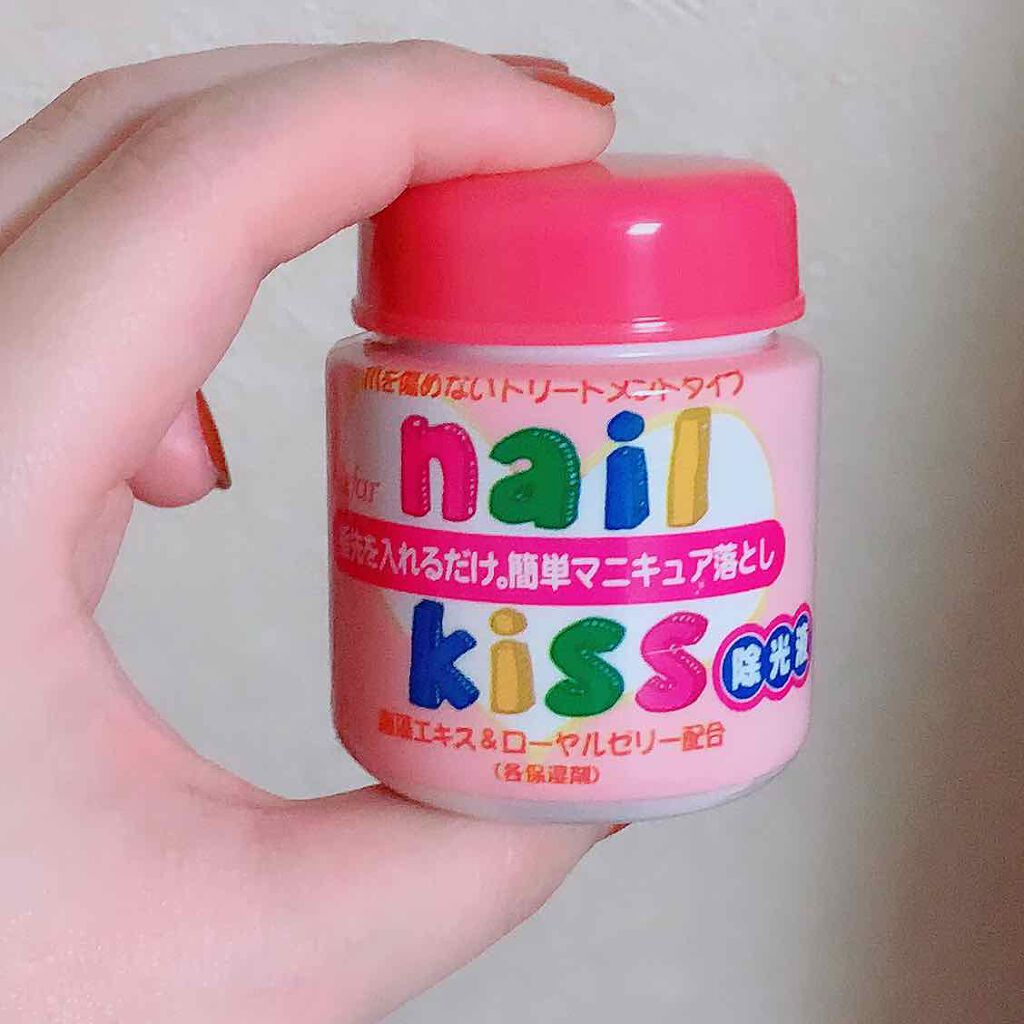 爪を傷めないトリートメントタイプ
nail
指先を入れるだけ。簡単マニキュア落とし
kiss
除光液
海藻エキス&ローヤルゼリー配合
(各保湿剤)